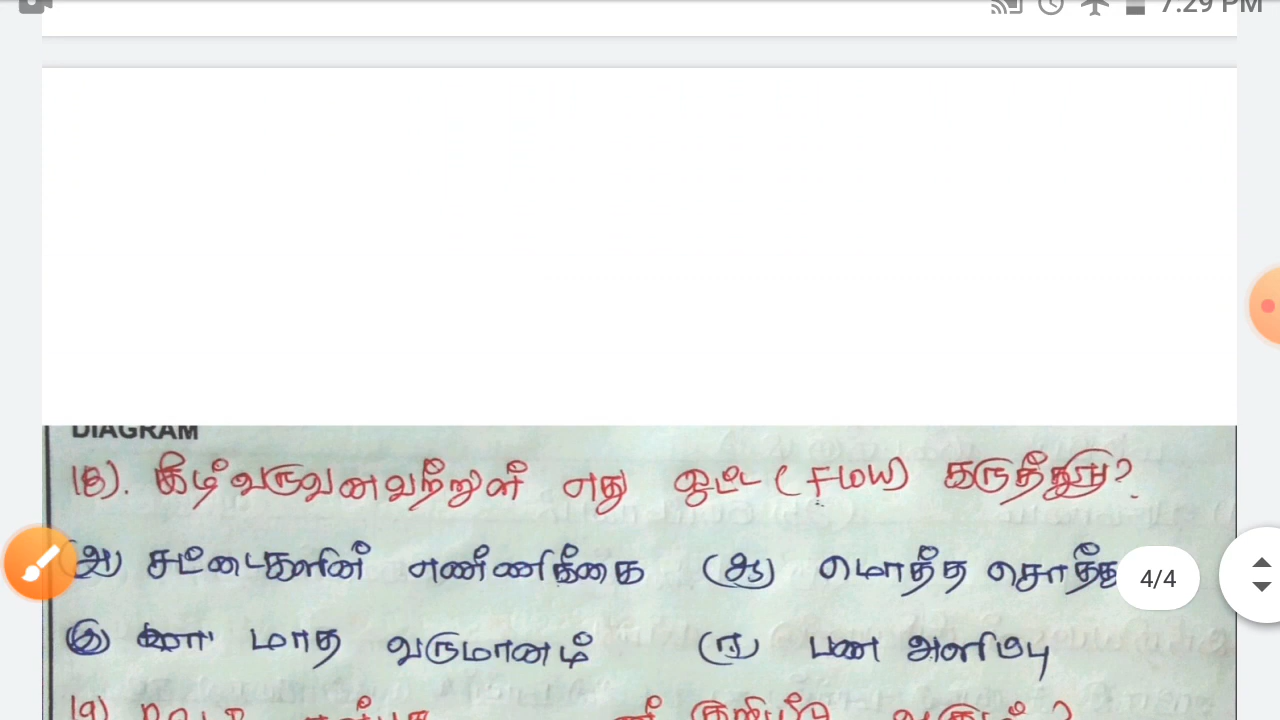 7:29 PM
DIAGRAM
18). கீழ்வருவனவற்றுள் எது ஓட்ட (Flow) கருத்து?
(அ) சட்டைகளின் எண்ணிக்கை (ஆ) மொத்த சொத்து
4/4
(இ) மாத வருமானம் (ஈ) பண அளிப்பு
19) குறியீடு